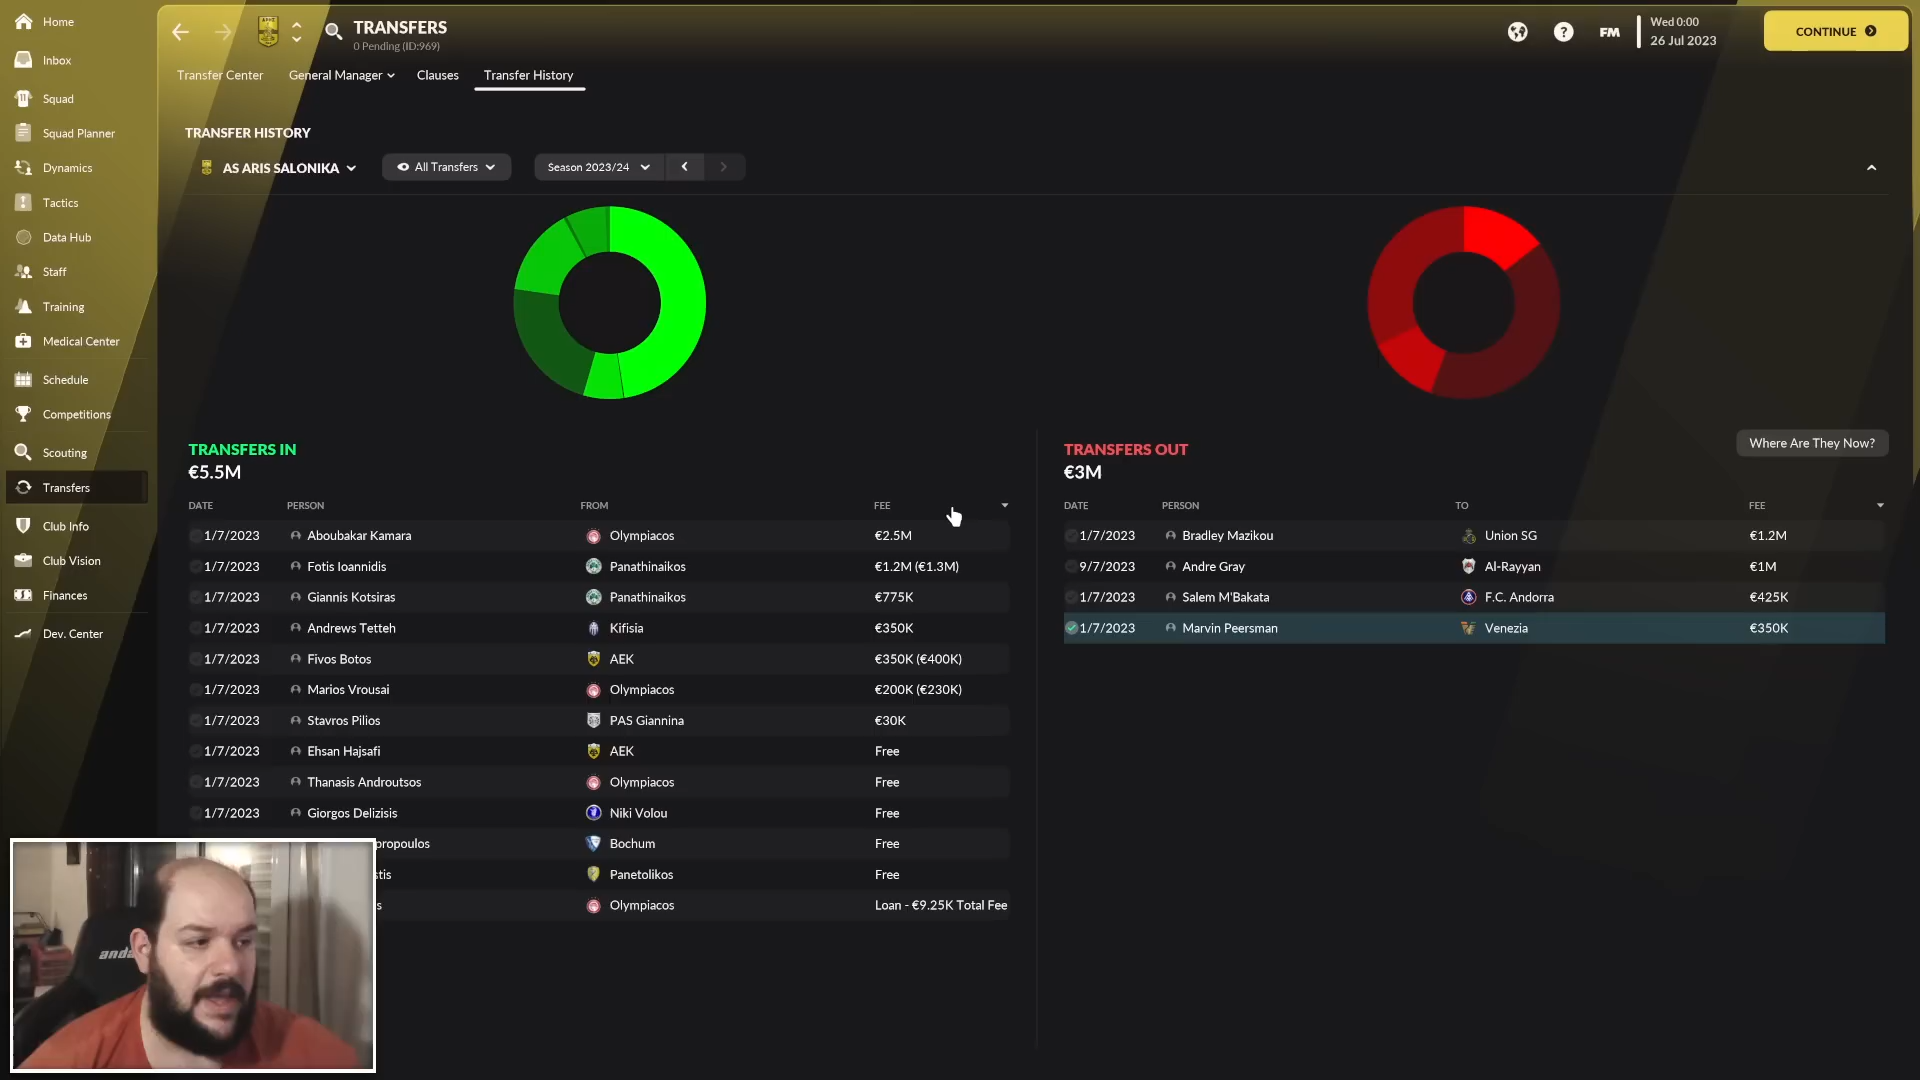 Home
Inbox
Squad
Squad Planner
Dynamics
Tactics
Data Hub
Staff
Training
Medical Center
Schedule
Competitions
Scouting
Transfers
Club Info
Club Vision
Finances
Dev. Center
TRANSFERS
0 Pending (ID:969)
FM
Wed 0:00
26 Jul 2023
CONTINUE
Transfer Center General Manager Clauses Transfer History
TRANSFER HISTORY
AS ARIS SALONIKA All Transfers Season 2023/24
TRANSFERS IN
€5.5M
DATE PERSON FROM FEE
1/7/2023 Aboubakar Kamara Olympiacos €2.5M
1/7/2023 Fotis Ioannidis Panathinaikos €1.2M (€1.3M)
1/7/2023 Giannis Kotsiras Panathinaikos €775K
1/7/2023 Andrews Tetteh Kifisia €350K
1/7/2023 Fivos Botos AEK €350K (€400K)
1/7/2023 Marios Vrousai Olympiacos €200K (€230K)
1/7/2023 Stavros Pilios PAS Giannina €30K
1/7/2023 Ehsan Hajsafi AEK Free
1/7/2023 Thanasis Androutsos Olympiacos Free
1/7/2023 Giorgos Delizisis Niki Volou Free
propoulos Bochum Free
stis Panetolikos Free
s Olympiacos Loan - €9.25K Total Fee
TRANSFERS OUT
€3M
Where Are They Now?
DATE PERSON TO FEE
1/7/2023 Bradley Mazikou Union SG €1.2M
9/7/2023 Andre Gray Al-Rayyan €1M
1/7/2023 Salem M'Bakata F.C. Andorra €425K
1/7/2023 Marvin Peersman Venezia €350K